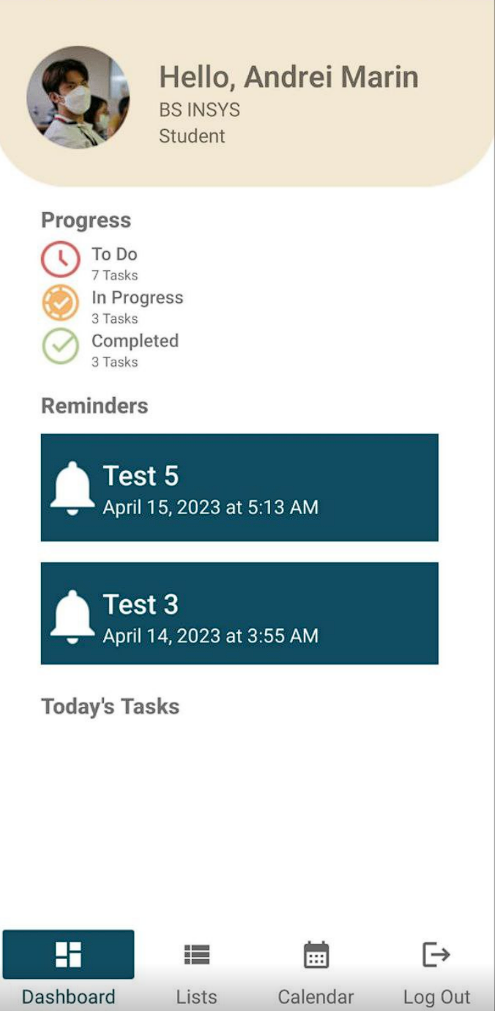 Hello, Andrei Marin
BS INSYS
Student
Progress
To Do
7 Tasks
In Progress
3 Tasks
Completed
3 Tasks
Reminders
Test 5
April 15, 2023 at 5:13 AM
Test 3
April 14, 2023 at 3:55 AM
Today's Tasks
Dashboard Lists Calendar Log Out